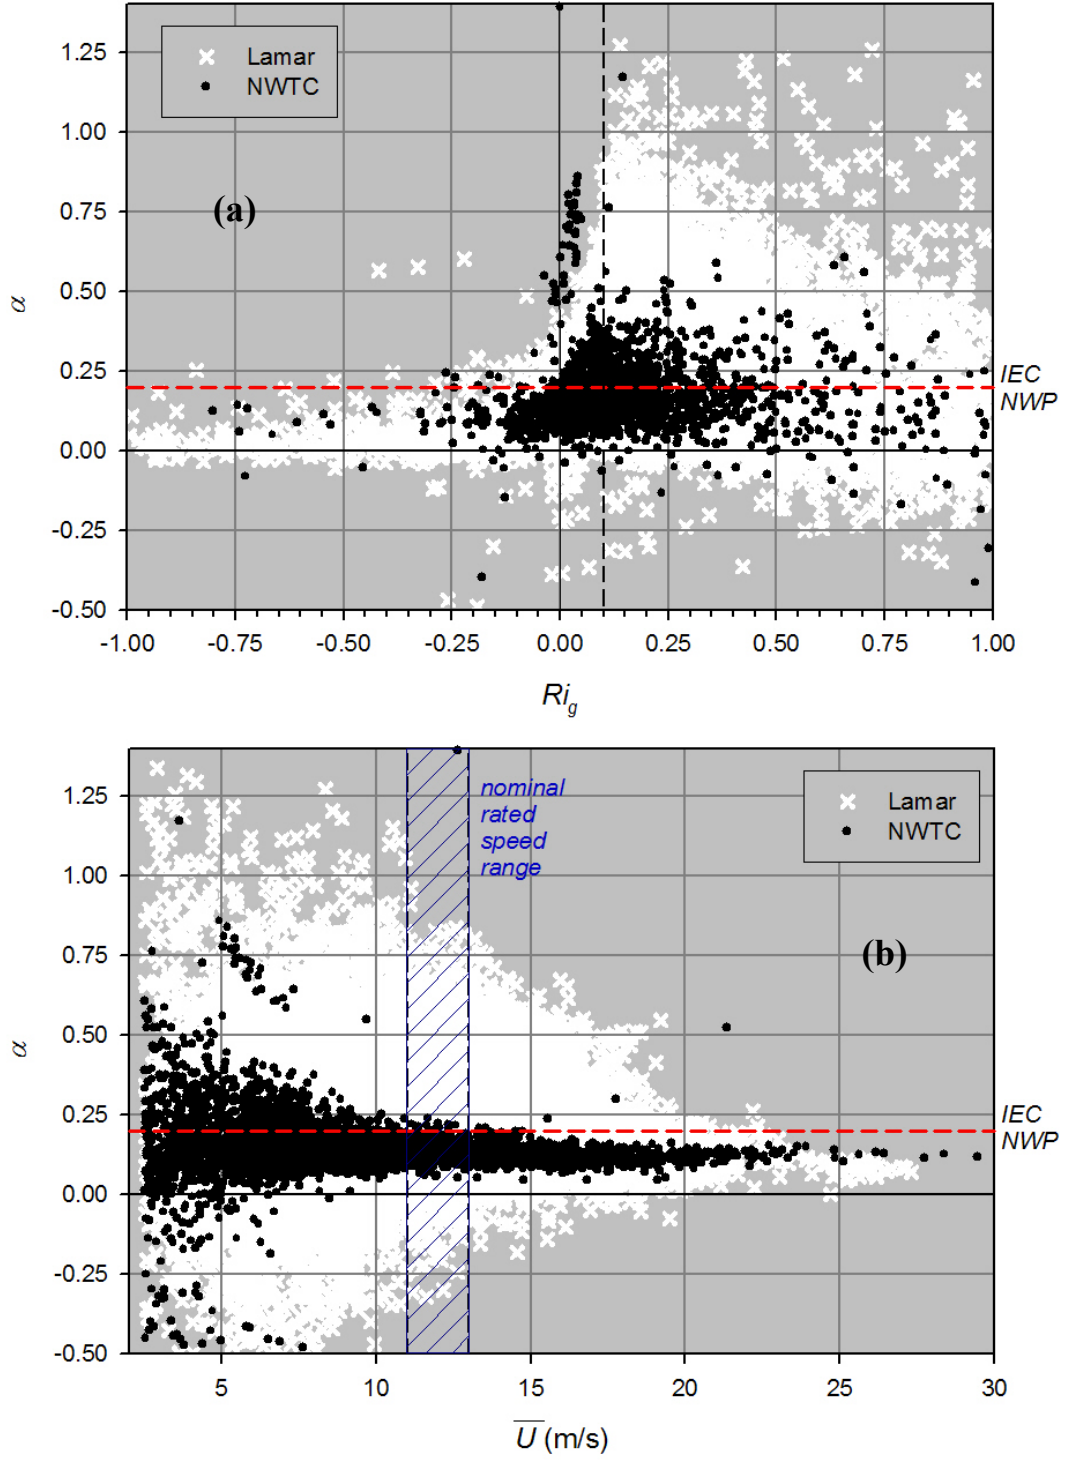 1.25
1.00
0.75
0.50
0.25
0.00
-0.25
-0.50
α
Lamar
NWTC
(a)
IEC
NWP
-1.00 -0.75 -0.50 -0.25 0.00 0.25 0.50 0.75 1.00
Ri_g
1.25
1.00
0.75
0.50
0.25
0.00
-0.25
-0.50
α
nominal
rated
speed
range
Lamar
NWTC
(b)
IEC
NWP
5 10 15 20 25 30
U̅ (m/s)